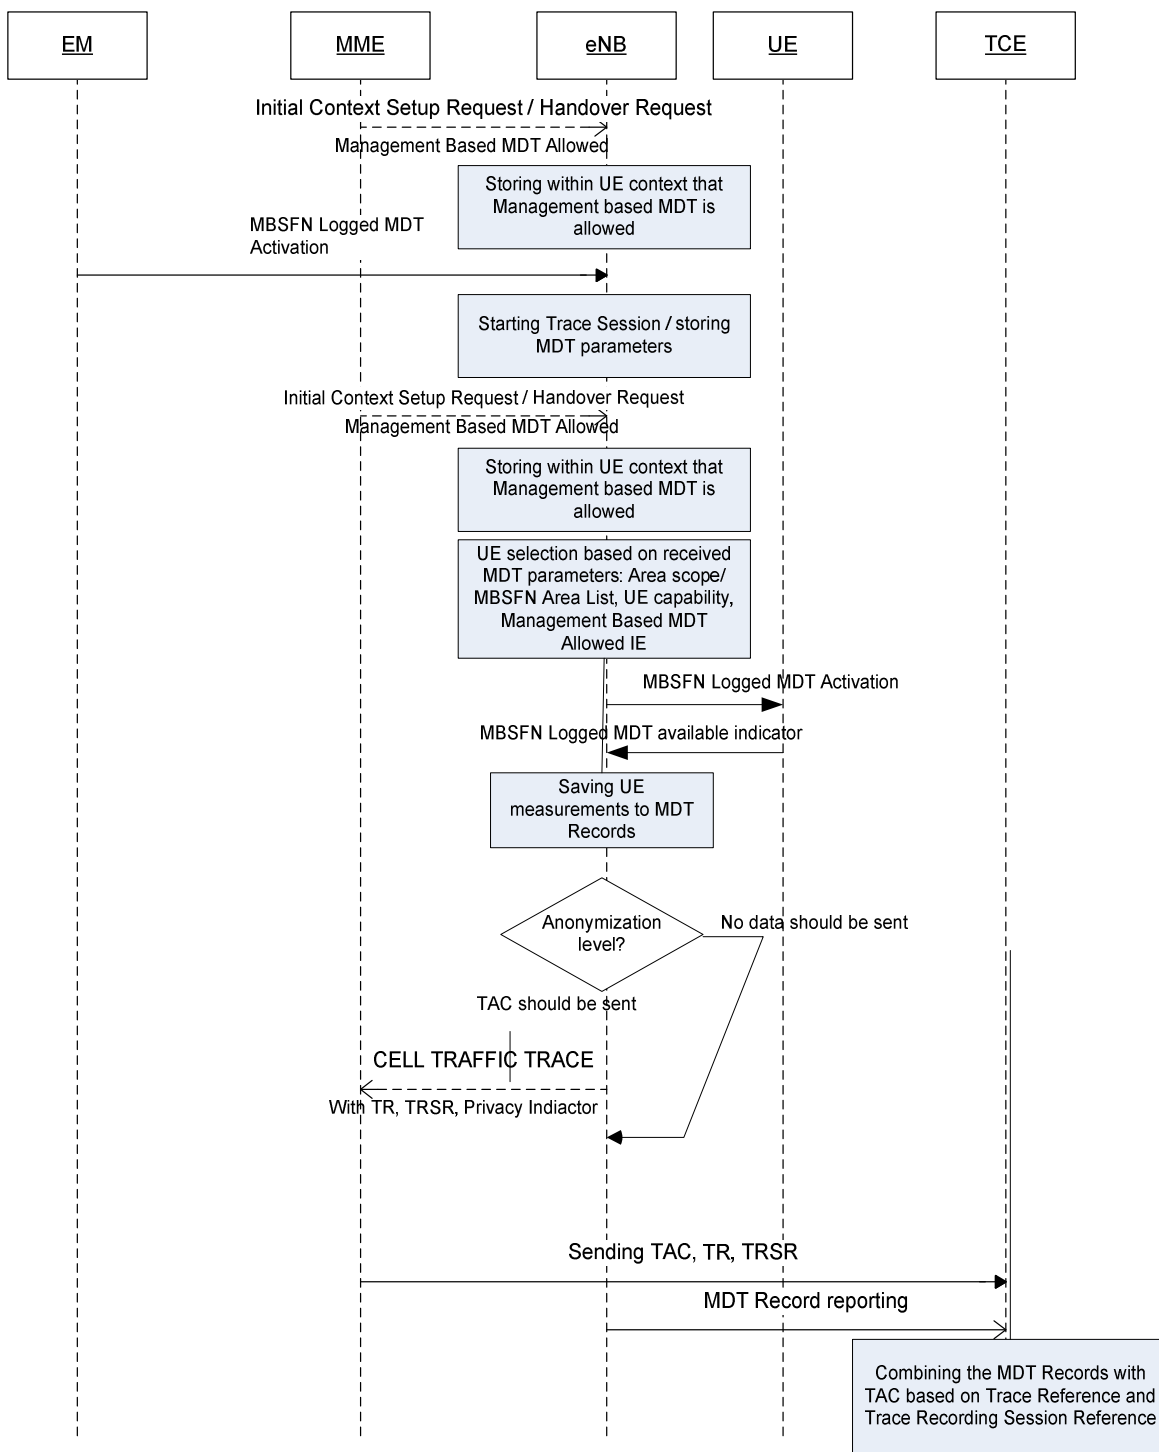 EM
MME
eNB
UE
TCE
Initial Context Setup Request / Handover Request
Management Based MDT Allowed
Storing within UE context that
Management based MDT is
allowed
MBSFN Logged MDT
Activation
Starting Trace Session / storing
MDT parameters
Initial Context Setup Request / Handover Request
Management Based MDT Allowed
Storing within UE context that
Management based MDT is
allowed
UE selection based on received
MDT parameters: Area scope/
MBSFN Area List, UE capability,
Management Based MDT
Allowed IE
MBSFN Logged MDT Activation
MBSFN Logged MDT available indicator
Saving UE
measurements to MDT
Records
Anonymization
level?
No data should be sent
TAC should be sent
CELL TRAFFIC TRACE
With TR, TRSR, Privacy Indiactor
Sending TAC, TR, TRSR
MDT Record reporting
Combining the MDT Records with
TAC based on Trace Reference and
Trace Recording Session Reference